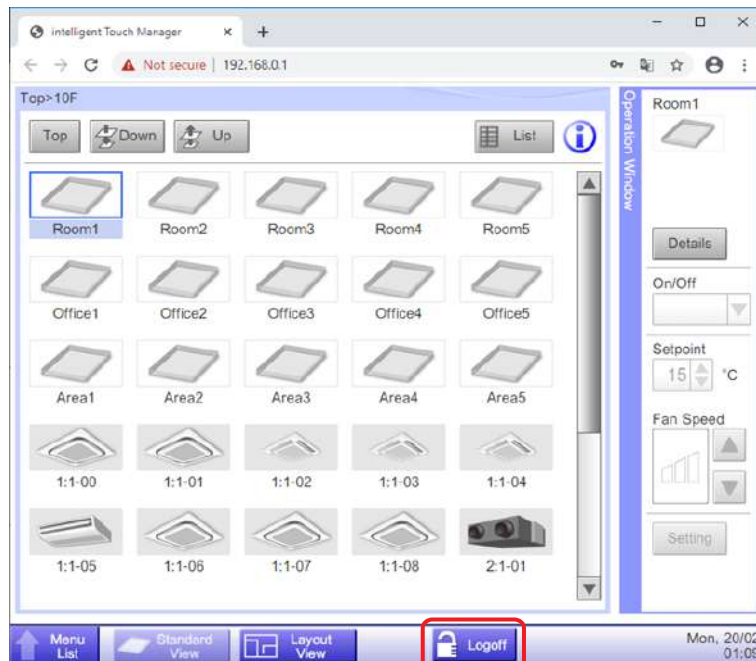 intelligent Touch Manager
Not secure | 192.168.0.1
Top>10F
Top Down Up List
Room1 Room2 Room3 Room4 Room5
Office1 Office2 Office3 Office4 Office5
Area1 Area2 Area3 Area4 Area5
1:1-00 1:1-01 1:1-02 1:1-03 1:1-04
1:1-05 1:1-06 1:1-07 1:1-08 2:1-01
Operation Window
Room1
Details
On/Off
Setpoint
15 °C
Fan Speed
Setting
Menu List
Standard View
Layout View
Logoff
Mon, 20/02